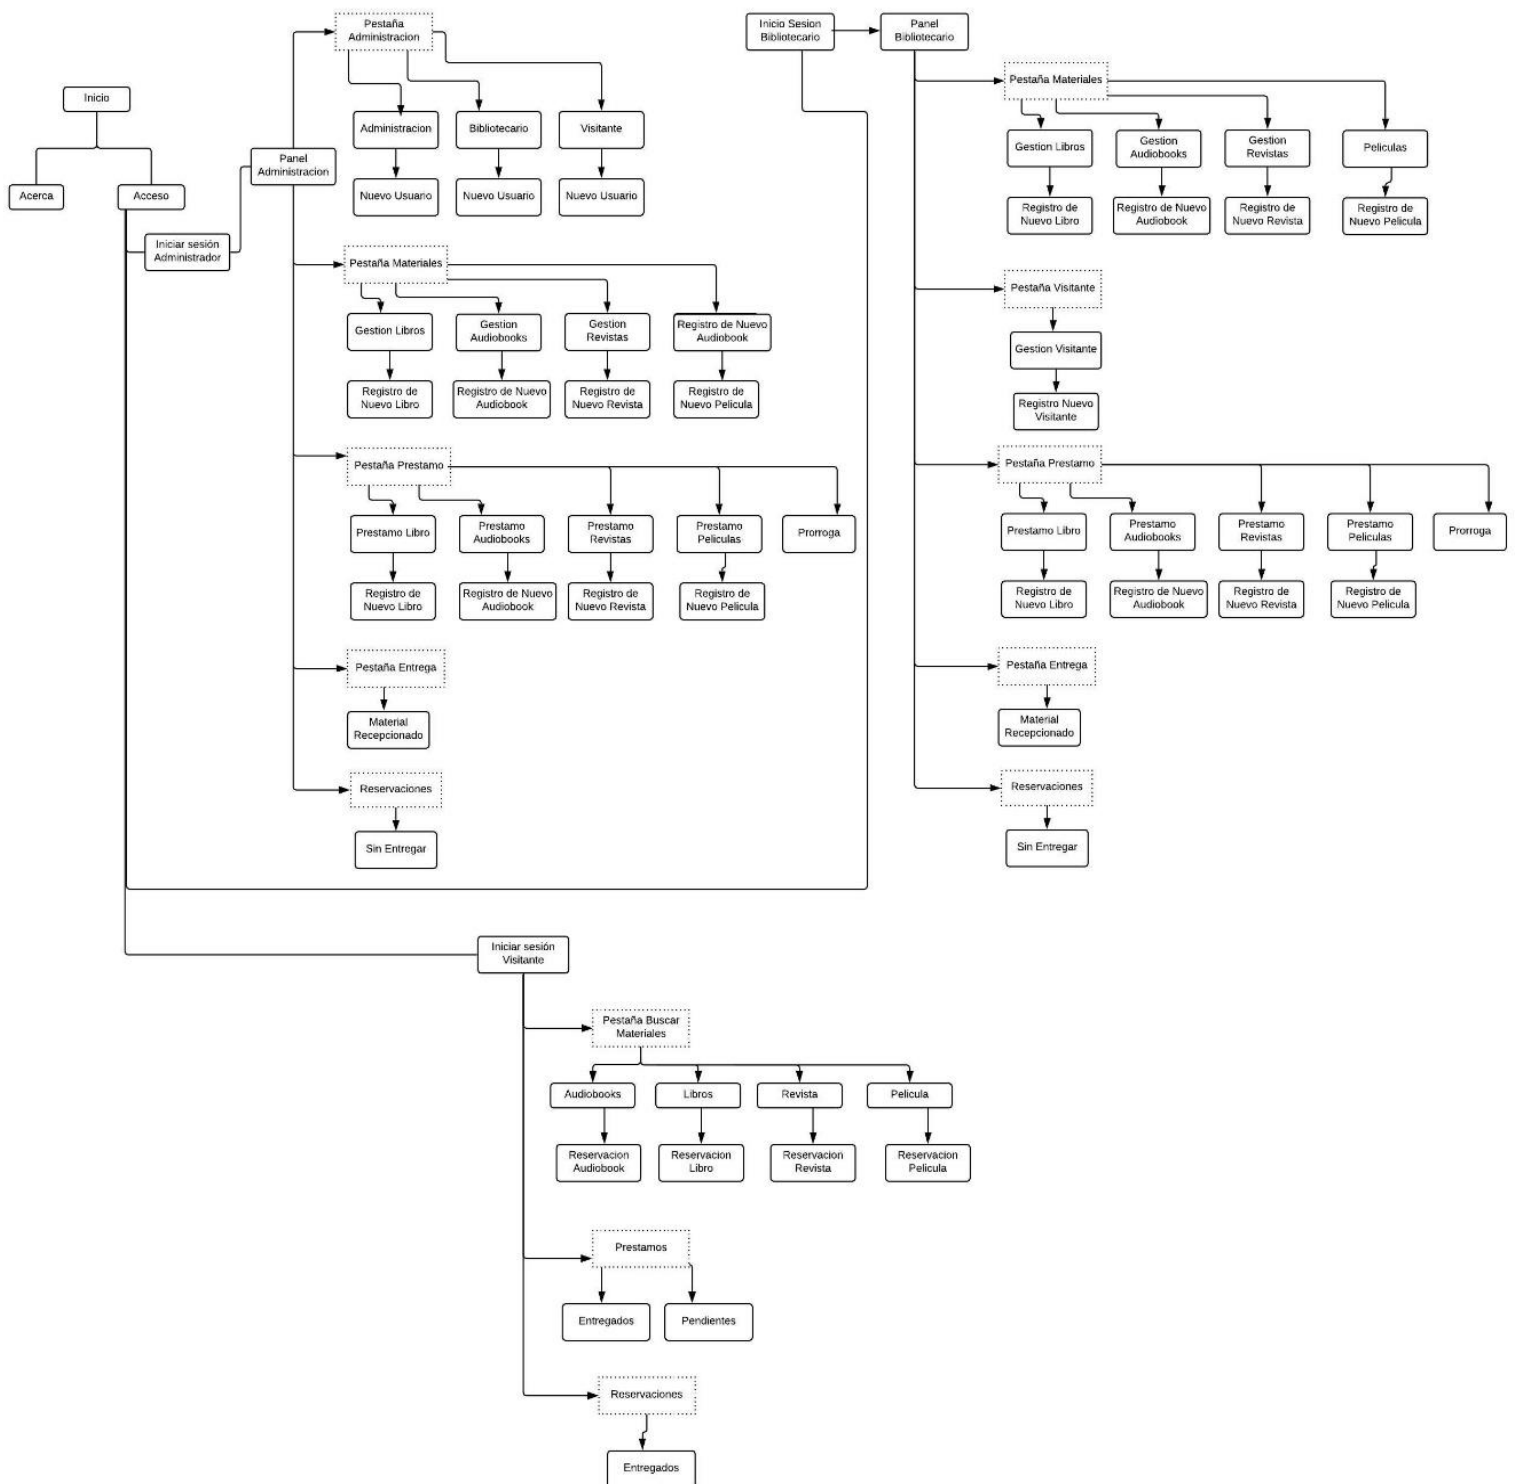 Inicio
Acerca
Acceso
Iniciar sesión
Administrador
Panel
Administracion
Pestaña
Administracion
Administracion
Bibliotecario
Visitante
Nuevo Usuario
Nuevo Usuario
Nuevo Usuario
Pestaña Materiales
Gestion Libros
Gestion
Audiobooks
Gestion
Revistas
Registro de Nuevo
Audiobook
Registro de
Nuevo Libro
Registro de Nuevo
Audiobook
Registro de
Nuevo Revista
Registro de
Nuevo Pelicula
Pestaña Prestamo
Prestamo Libro
Prestamo
Audiobooks
Prestamo
Revistas
Prestamo
Peliculas
Prorroga
Registro de
Nuevo Libro
Registro de Nuevo
Audiobook
Registro de
Nuevo Revista
Registro de
Nuevo Pelicula
Pestaña Entrega
Material
Recepcionado
Reservaciones
Sin Entregar
Inicio Sesion
Bibliotecario
Panel
Bibliotecario
Pestaña Materiales
Gestion Libros
Gestion
Audiobooks
Gestion
Revistas
Peliculas
Registro de
Nuevo Libro
Registro de Nuevo
Audiobook
Registro de
Nuevo Revista
Registro de
Nuevo Pelicula
Pestaña Visitante
Gestion Visitante
Registro Nuevo
Visitante
Pestaña Prestamo
Prestamo Libro
Prestamo
Audiobooks
Prestamo
Revistas
Prestamo
Peliculas
Prorroga
Registro de
Nuevo Libro
Registro de Nuevo
Audiobook
Registro de
Nuevo Revista
Registro de
Nuevo Pelicula
Pestaña Entrega
Material
Recepcionado
Reservaciones
Sin Entregar
Iniciar sesión
Visitante
Pestaña Buscar
Materiales
Audiobooks
Libros
Revista
Pelicula
Reservacion
Audiobook
Reservacion
Libro
Reservacion
Revista
Reservacion
Pelicula
Prestamos
Entregados
Pendientes
Reservaciones
Entregados